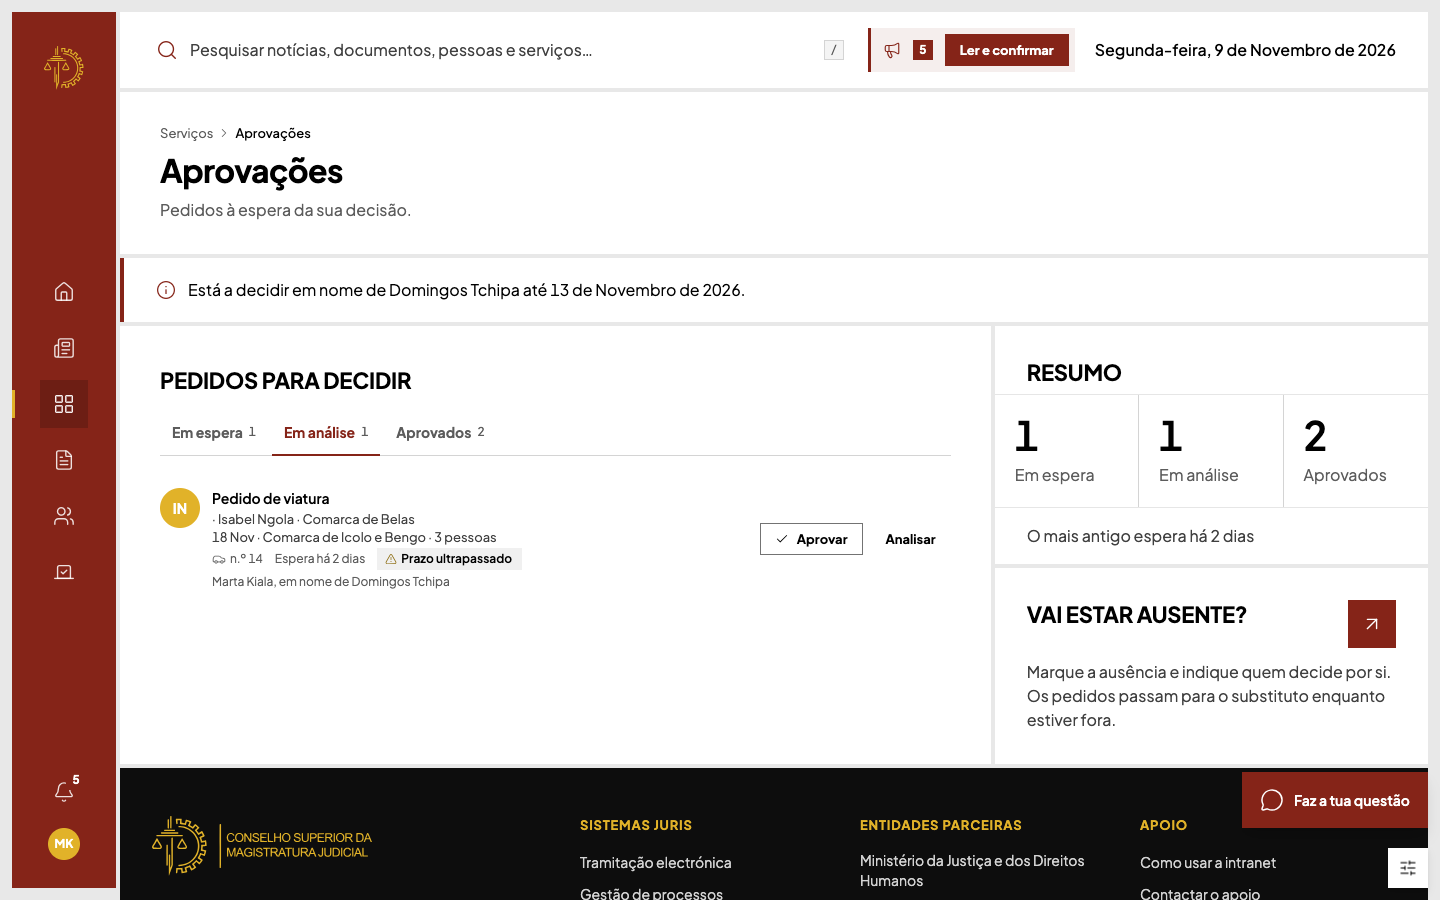 Pesquisar notícias, documentos, pessoas e serviços...
/
5
Ler e confirmar
Segunda-feira, 9 de Novembro de 2026
Serviços
Aprovações
Aprovações
Pedidos à espera da sua decisão.
Está a decidir em nome de Domingos Tchipa até 13 de Novembro de 2026.
PEDIDOS PARA DECIDIR
Em espera 1
Em análise 1
Aprovados 2
IN
Pedido de viatura
· Isabel Ngola · Comarca de Belas
18 Nov · Comarca de Icolo e Bengo · 3 pessoas
n.º 14 Espera há 2 dias Prazo ultrapassado
Marta Kiala, em nome de Domingos Tchipa
Aprovar
Analisar
RESUMO
1
Em espera
1
Em análise
2
Aprovados
O mais antigo espera há 2 dias
VAI ESTAR AUSENTE?
Marque a ausência e indique quem decide por si.
Os pedidos passam para o substituto enquanto
estiver fora.
5
MK
Faz a tua questão
CONSELHO SUPERIOR DA
MAGISTRATURA JUDICIAL
SISTEMAS JURIS
Tramitação electrónica
Gestão de processos
ENTIDADES PARCEIRAS
Ministério da Justiça e dos Direitos
Humanos
APOIO
Como usar a intranet
Contactar o apoio